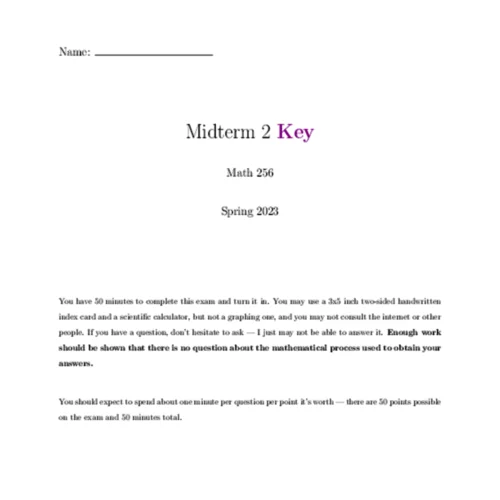 Name:
Midterm 2 Key
Math 256
Spring 2023
You have 50 minutes to complete this exam and turn it in. You may use a 3x5 inch two-sided handwritten
index card and a scientific calculator, but not a graphing one, and you may not consult the internet or other
people. If you have a question, don't hesitate to ask — I just may not be able to answer it. Enough work
should be shown that there is no question about the mathematical process used to obtain your
answers.
You should expect to spend about one minute per question per point it's worth — there are 50 points possible
on the exam and 50 minutes total.